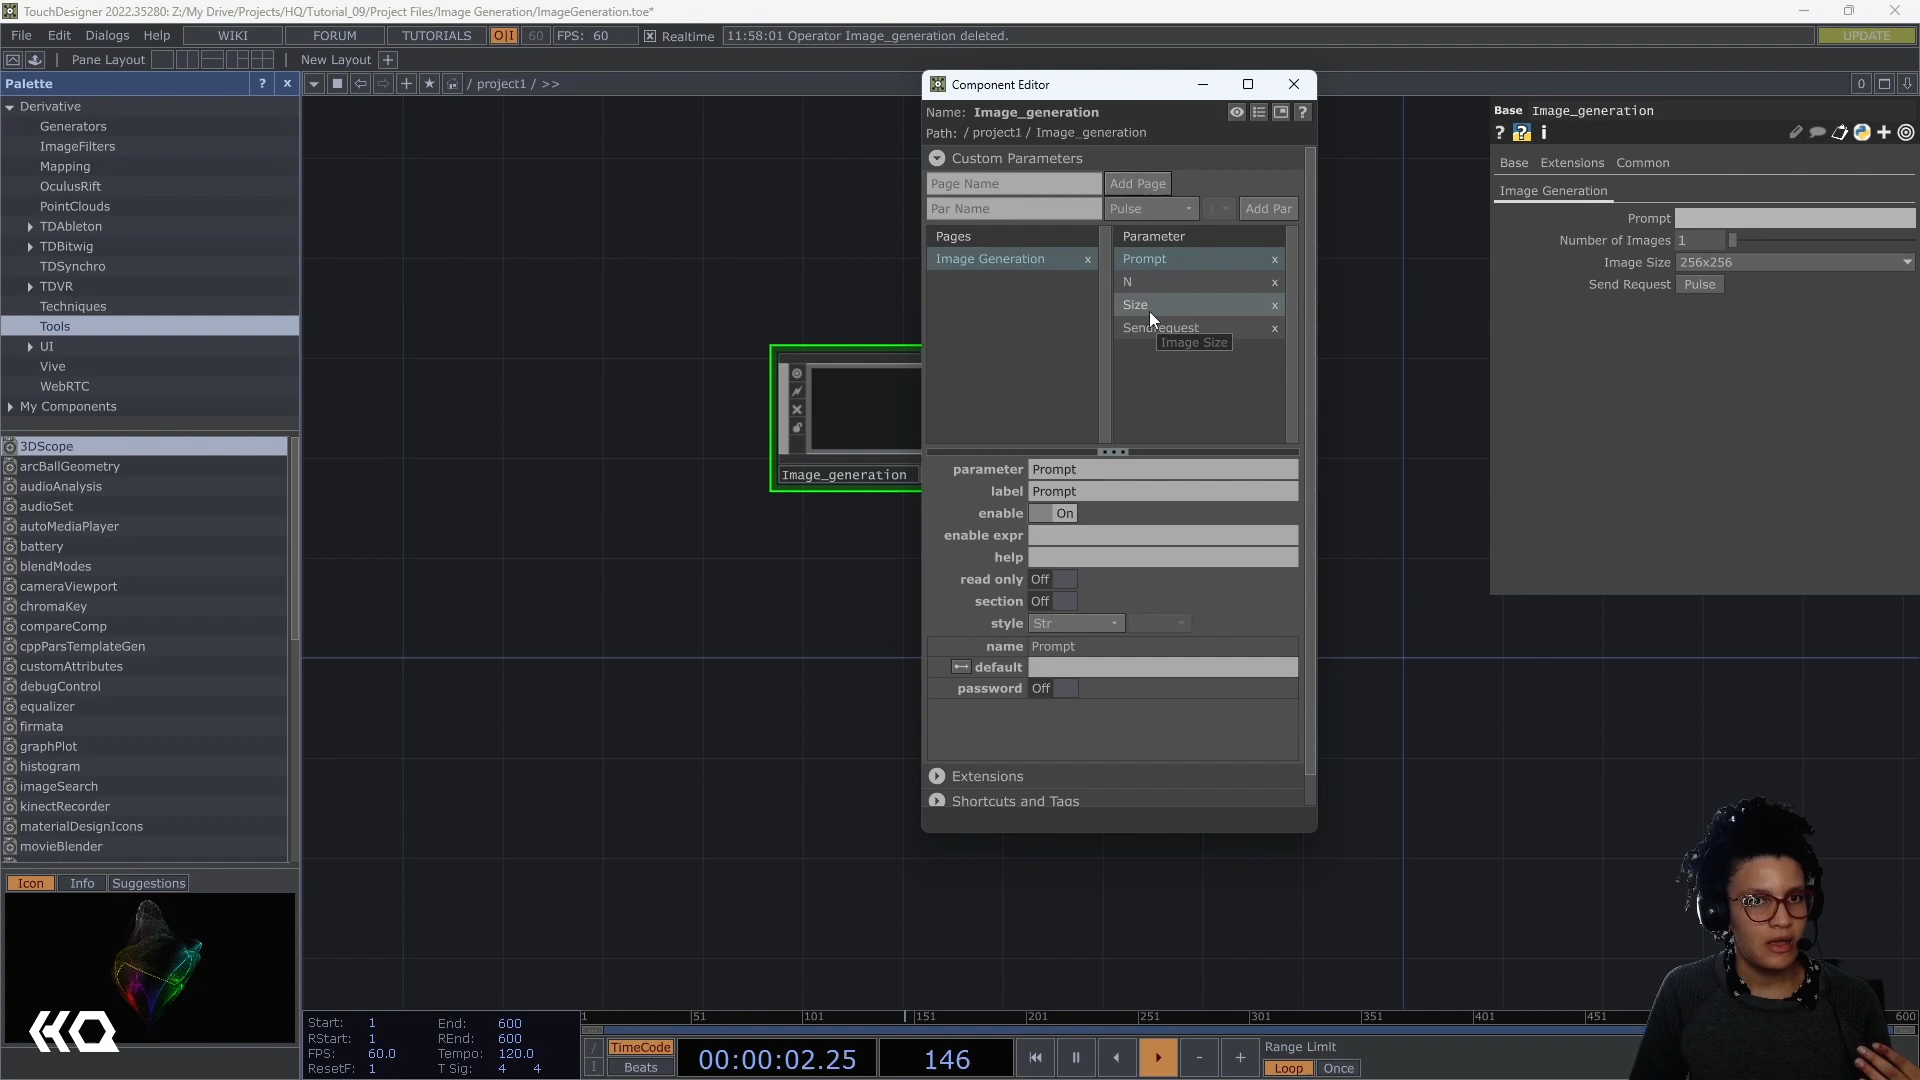 TouchDesigner 2022.35280: Z:/My Drive/Projects/HQ/Tutorial_09/Project Files/Image Generation/ImageGeneration.toe*
File Edit Dialogs Help WIKI FORUM TUTORIALS O|I 60 FPS: 60 Realtime 11:58:01 Operator Image_generation deleted. UPDATE
Pane Layout New Layout +
Palette ? x
/ project1 / >> 0
Derivative
Generators
ImageFilters
Mapping
OculusRift
PointClouds
TDAbleton
TDBitwig
TDSynchro
TDVR
Techniques
Tools
UI
Vive
WebRTC
My Components
3DScope
arcBallGeometry
audioAnalysis
audioSet
autoMediaPlayer
battery
blendModes
cameraViewport
chromaKey
compareComp
cppParsTemplateGen
customAttributes
debugControl
equalizer
firmata
graphPlot
histogram
imageSearch
kinectRecorder
materialDesignIcons
movieBlender
Icon Info Suggestions
HQ
Image_generation
Component Editor
Name: Image_generation ?
Path: / project1 / Image_generation
Custom Parameters
Page Name Add Page
Par Name Pulse 1 Add Par
Pages Parameter
Image Generation x Prompt x
N x
Size x
Sendrequest x
Image Size
parameter Prompt
label Prompt
enable On
enable expr
help
read only Off
section Off
style Str
name Prompt
default
password Off
Extensions
Shortcuts and Tags
Base Image_generation
? ? i
Base Extensions Common
Image Generation
Prompt
Number of Images 1
Image Size 256x256
Send Request Pulse
Start: 1 End: 600
RStart: 1 REnd: 600
FPS: 60.0 Tempo: 120.0
ResetF: 1 T Sig: 4 4
1 51 101 151 201 251 301 351 401 451 600
/ TimeCode
I Beats
00:00:02.25 146 - +
Range Limit
Loop Once